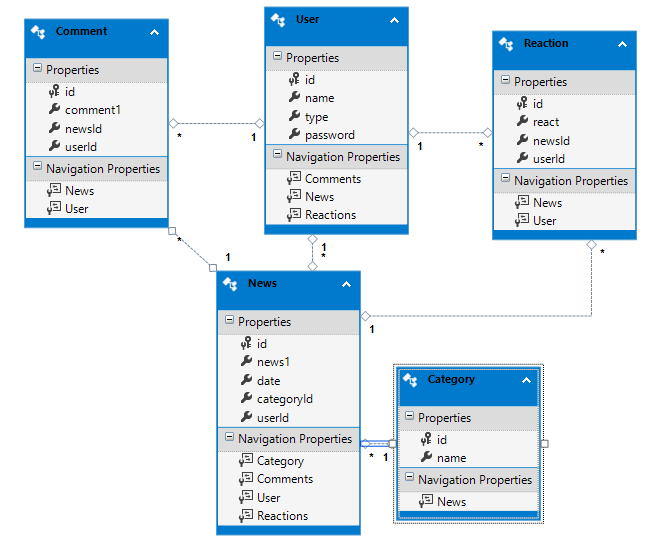 Comment
Properties
id
comment1
newsId
userId
Navigation Properties
News
User
User
Properties
id
name
type
password
Navigation Properties
Comments
News
Reactions
Reaction
Properties
id
react
newsId
userId
Navigation Properties
News
User
* 1
1 *
* 1
1
*
*
1
News
Properties
id
news1
date
categoryId
userId
Navigation Properties
Category
Comments
User
Reactions
* 1
Category
Properties
id
name
Navigation Properties
News